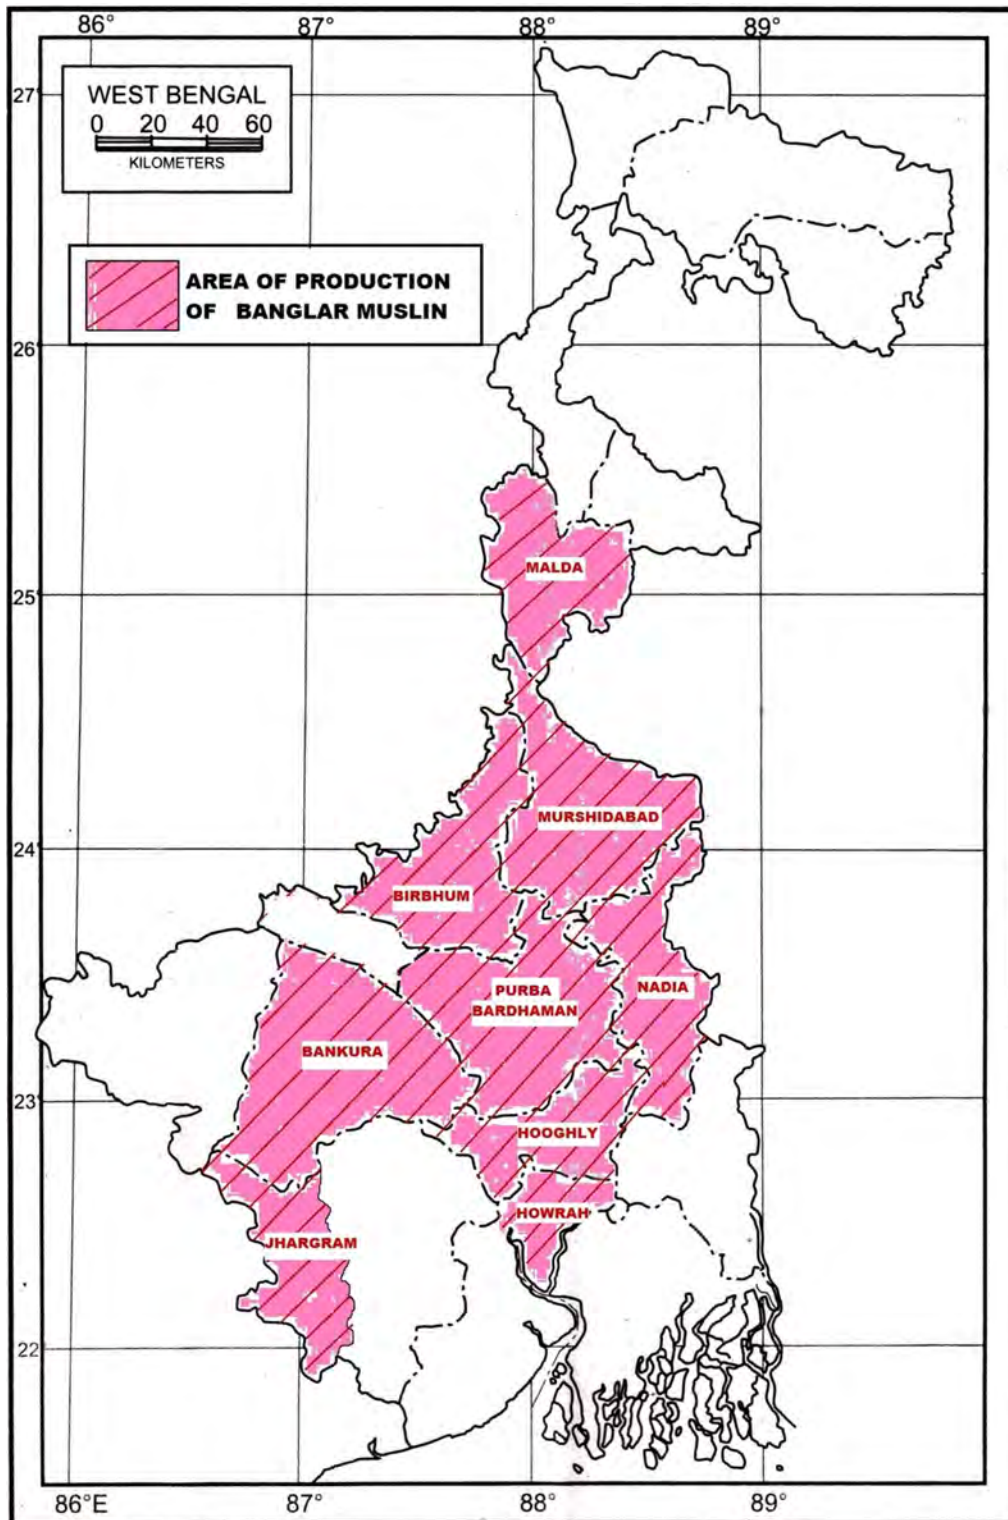 86° 87° 88° 89°
WEST BENGAL
0 20 40 60
KILOMETERS
27°
AREA OF PRODUCTION
OF BANGLAR MUSLIN
26°
MALDA
25°
MURSHIDABAD
24°
BIRBHUM
NADIA
PURBA
BARDHAMAN
BANKURA
23°
HOOGHLY
HOWRAH
JHARGRAM
22°
86°E 87° 88° 89°